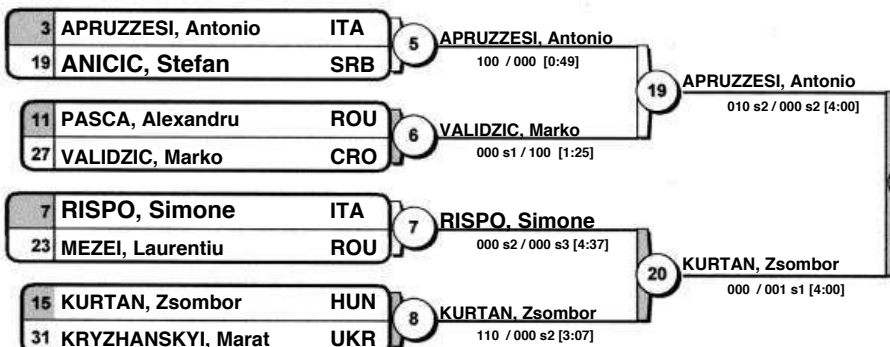 3 APRUZZESI, Antonio ITA
19 ANICIC, Stefan SRB
5
APRUZZESI, Antonio
100 / 000 [0:49]
11 PASCA, Alexandru ROU
27 VALIDZIC, Marko CRO
6
VALIDZIC, Marko
000 s1 / 100 [1:25]
19
APRUZZESI, Antonio
010 s2 / 000 s2 [4:00]
7 RISPO, Simone ITA
23 MEZEI, Laurentiu ROU
7
RISPO, Simone
000 s2 / 000 s3 [4:37]
15 KURTAN, Zsombor HUN
31 KRYZHANSKYI, Marat UKR
8
KURTAN, Zsombor
110 / 000 s2 [3:07]
20
KURTAN, Zsombor
000 / 001 s1 [4:00]